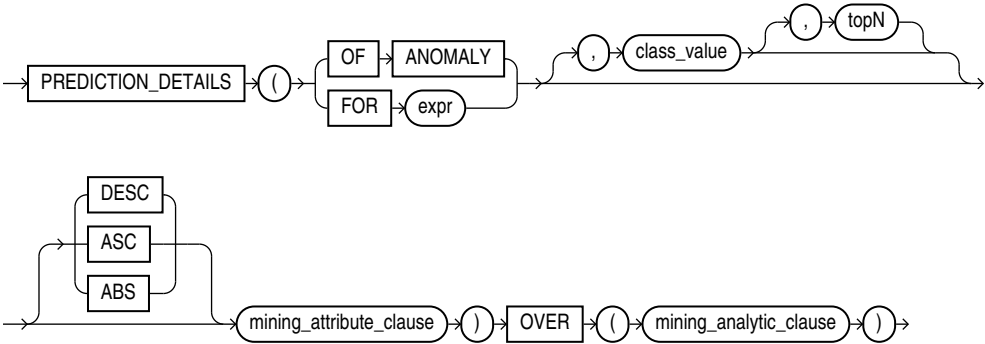 , topN
OF ANOMALY , class_value
PREDICTION_DETAILS (
FOR expr
DESC
ASC
ABS
mining_attribute_clause ) OVER ( mining_analytic_clause )